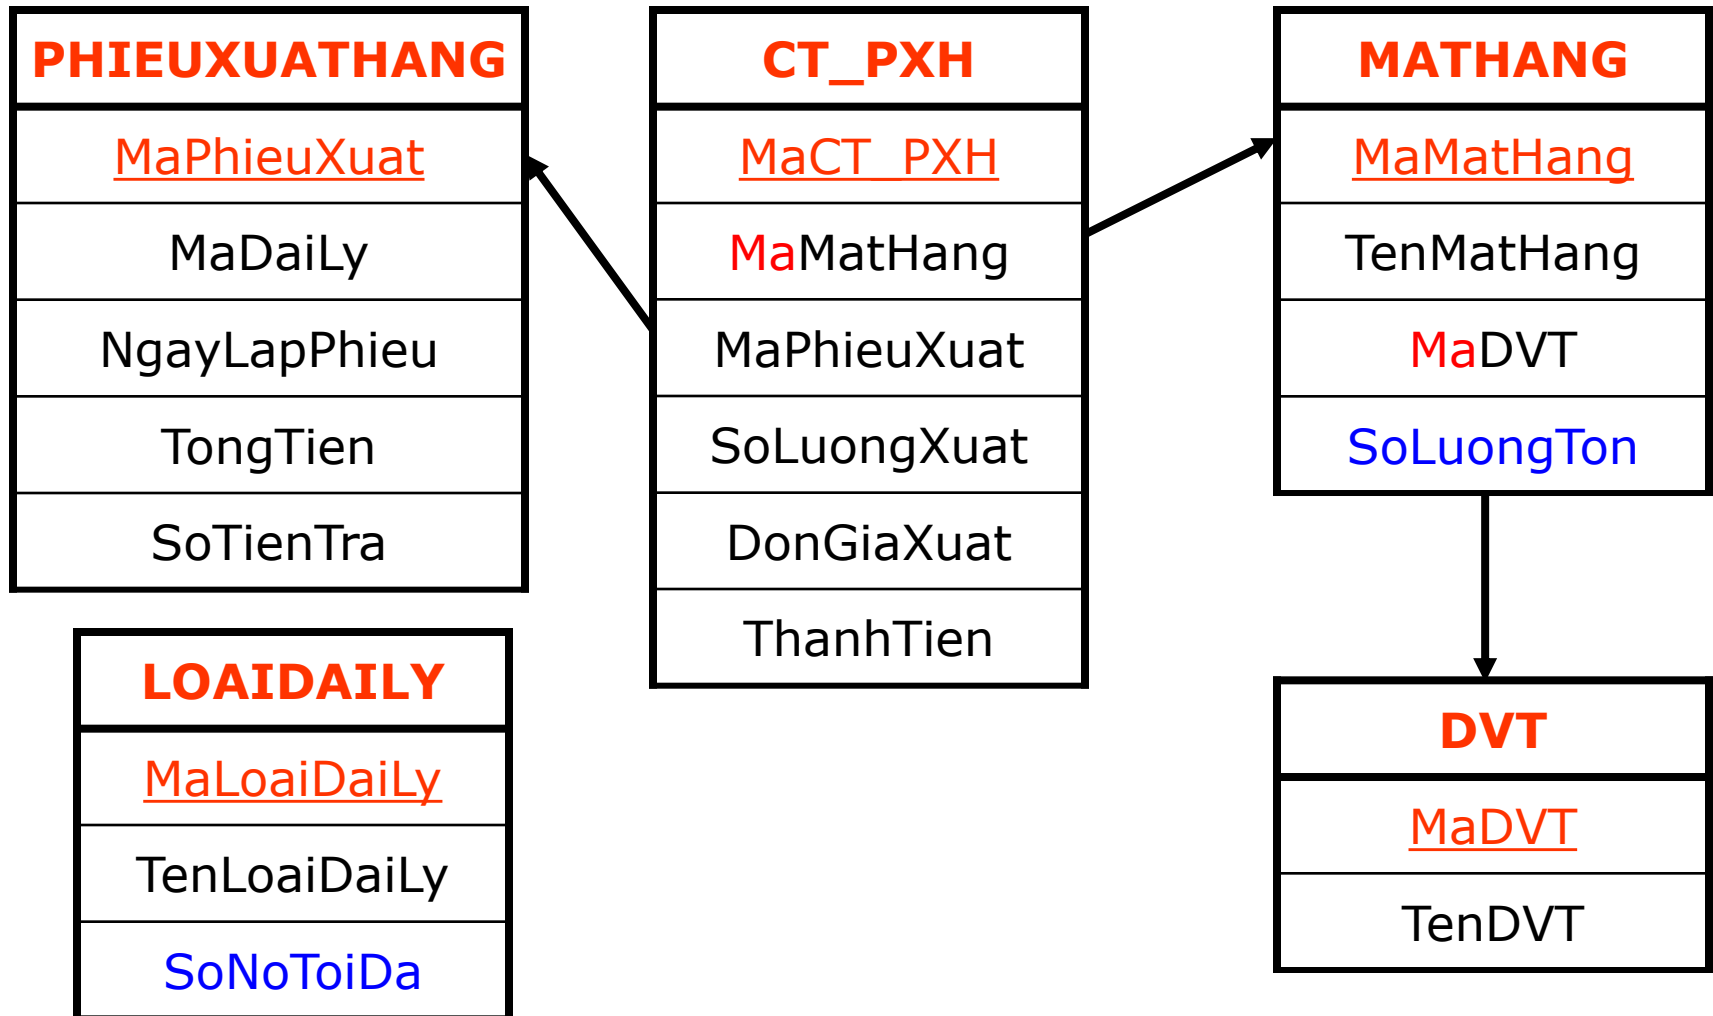 PHIEUXUATHANG
MaPhieuXuat
MaDaiLy
NgayLapPhieu
TongTien
SoTienTra
LOAIDAILY
MaLoaiDaiLy
TenLoaiDaiLy
SoNoToiDa
CT_PXH
MaCT_PXH
MaMatHang
MaPhieuXuat
SoLuongXuat
DonGiaXuat
ThanhTien
MATHANG
MaMatHang
TenMatHang
MaDVT
SoLuongTon
DVT
MaDVT
TenDVT